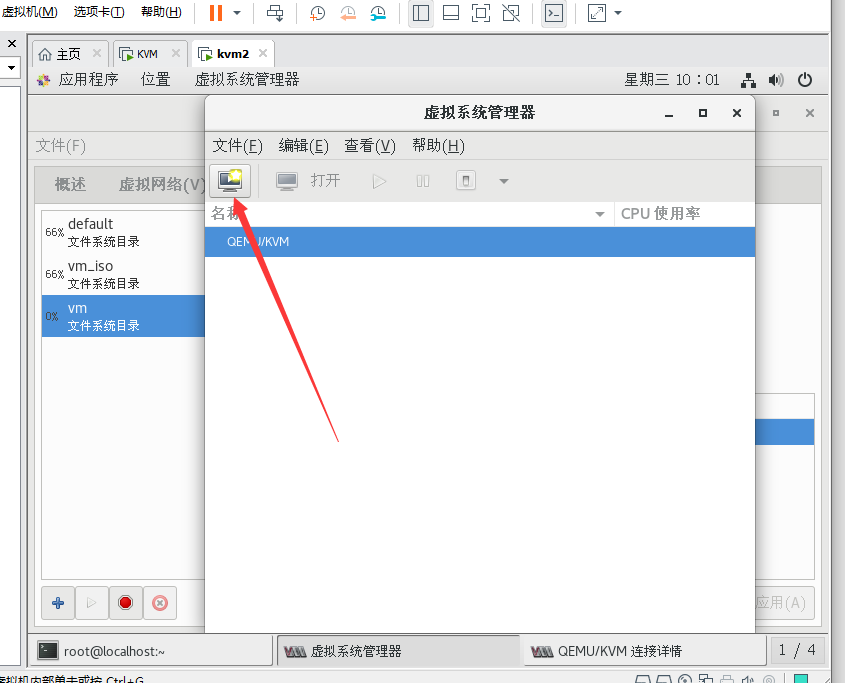 虚拟机(M) 选项卡(T) 帮助(H)
主页 KVM kvm2
应用程序 位置 虚拟系统管理器 星期三 10：01
虚拟系统管理器
文件(F)
文件(F) 编辑(E) 查看(V) 帮助(H)
概述 虚拟网络(V)
打开
名 CPU 使用率
QEMU/KVM
66% default
文件系统目录
66% vm_iso
文件系统目录
0% vm
文件系统目录
应用(A)
root@localhost:~ 虚拟系统管理器 QEMU/KVM 连接详情 1 / 4
虚拟机内部单击或按 Ctrl+G